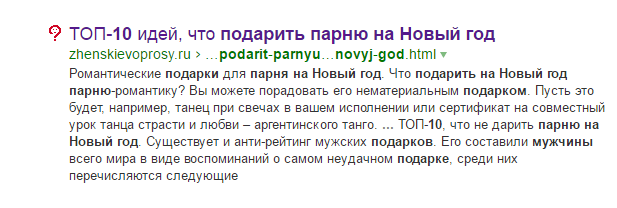 ТОП-10 идей, что подарить парню на Новый год
zhenskievoprosy.ru › ...podarit-parnyu...novyj-god.html
Романтические подарки для парня на Новый год. Что подарить на Новый год
парню-романтику? Вы можете порадовать его нематериальным подарком. Пусть это
будет, например, танец при свечах в вашем исполнении или сертификат на совместный
урок танца страсти и любви – аргентинского танго. ... ТОП-10, что не дарить парню на
Новый год. Существует и анти-рейтинг мужских подарков. Его составили мужчины
всего мира в виде воспоминаний о самом неудачном подарке, среди них
перечисляются следующие